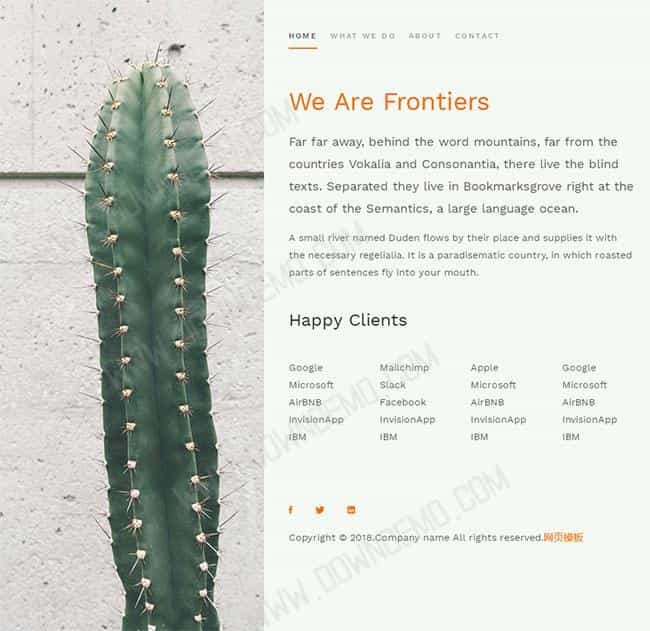 HOME WHAT WE DO ABOUT CONTACT
We Are Frontiers
Far far away, behind the word mountains, far from the
countries Vokalia and Consonantia, there live the blind
texts. Separated they live in Bookmarksgrove right at the
coast of the Semantics, a large language ocean.
A small river named Duden flows by their place and supplies it with
the necessary regelialia. It is a paradisematic country, in which roasted
parts of sentences fly into your mouth.
Happy Clients
Google Mailchimp Apple Google
Microsoft Slack Microsoft Microsoft
AirBNB Facebook AirBNB AirBNB
InvisionApp InvisionApp InvisionApp InvisionApp
IBM IBM IBM IBM
Copyright © 2018.Company name All rights reserved.网页模板
WWW.DOWNDEMO.COM